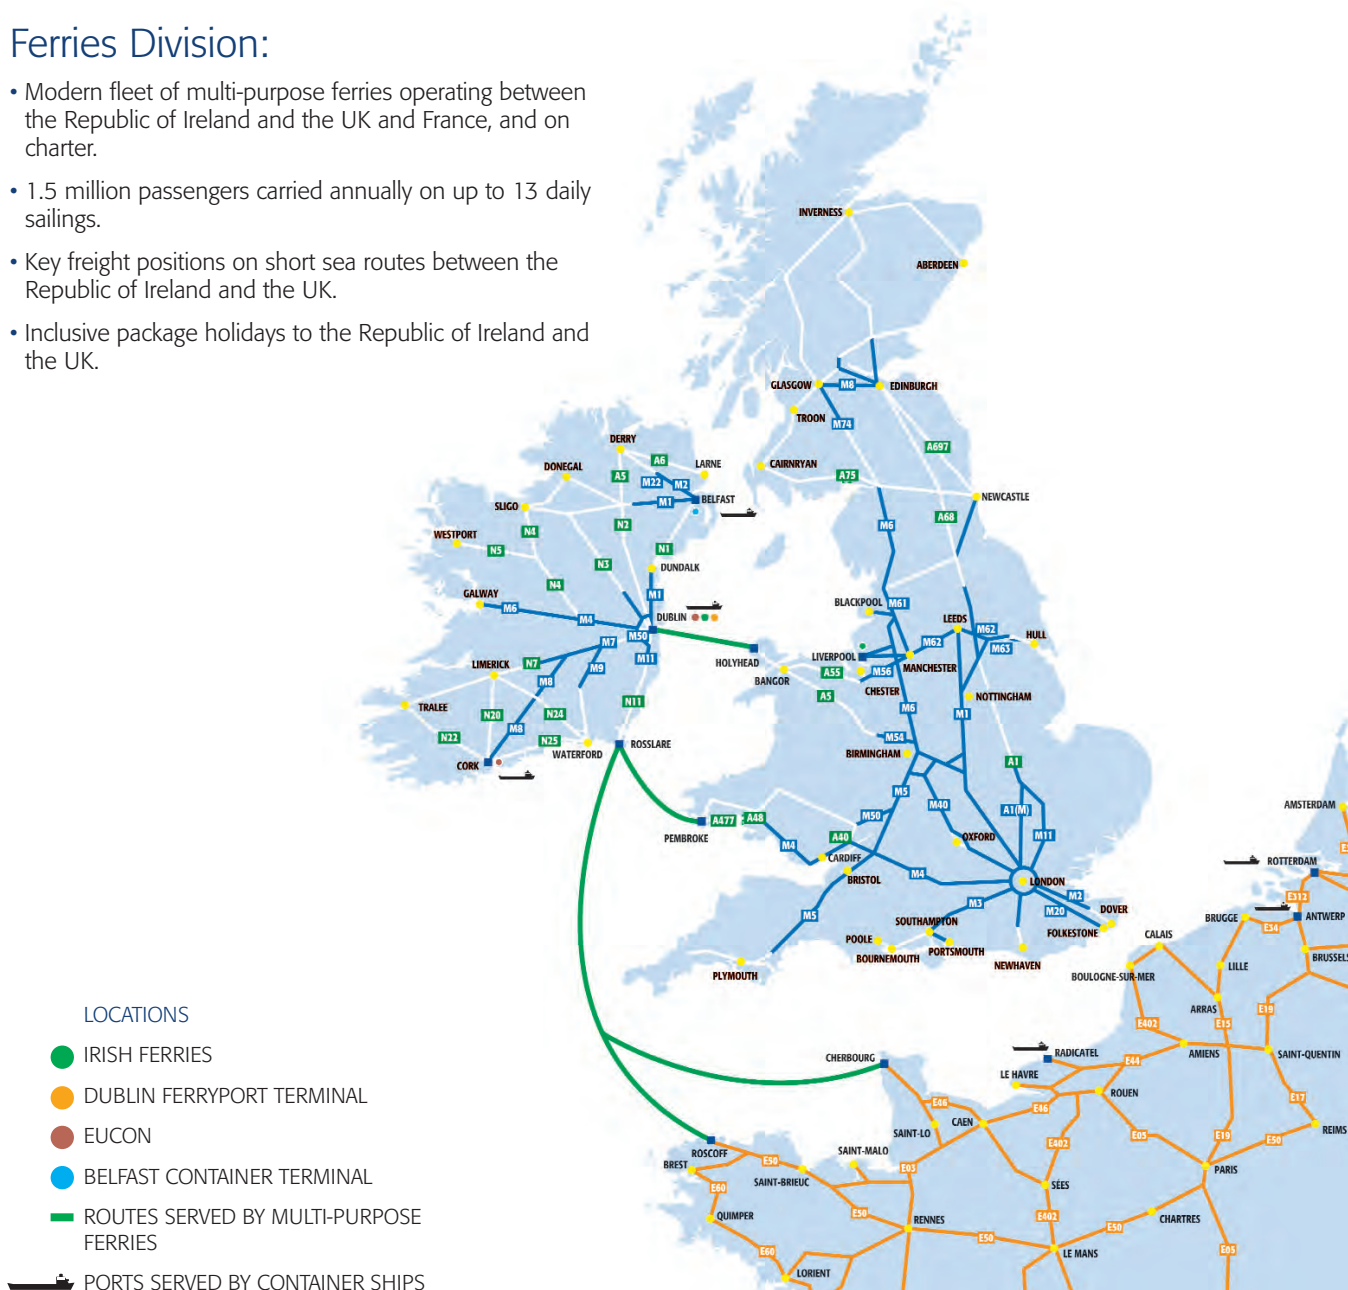 Ferries Division:
• Modern fleet of multi-purpose ferries operating between
the Republic of Ireland and the UK and France, and on
charter.
• 1.5 million passengers carried annually on up to 13 daily
sailings.
• Key freight positions on short sea routes between the
Republic of Ireland and the UK.
• Inclusive package holidays to the Republic of Ireland and
the UK.
INVERNESS
ABERDEEN
GLASGOW
M8
EDINBURGH
TROON
M74
DERRY
A697
A6
LARNE
CAIRNRYAN
DONEGAL
A5
A75
M22
M2
BELFAST
NEWCASTLE
M1
SLIGO
A68
N4
N2
M6
WESTPORT
N5
N1
N3
DUNDALK
N4
M1
GALWAY
M6
BLACKPOOL
M61
M4
DUBLIN
LEEDS
M62
M50
M7
M62
HULL
M63
M11
HOLYHEAD
LIVERPOOL
LIMERICK
N7
M9
A55
M56
MANCHESTER
BANGOR
M8
CHESTER
A5
NOTTINGHAM
N11
TRALEE
N20
N24
M6
M1
M8
N22
N25
M54
ROSSLARE
WATERFORD
BIRMINGHAM
CORK
A1
M5
M40
A1(M)
AMSTERDAM
M50
A477
A48
PEMBROKE
A40
OXFORD
M11
M4
CARDIFF
ROTTERDAM
BRISTOL
M4
LONDON
M2
E312
M3
M20
DOVER
M5
SOUTHAMPTON
BRUGGE
ANTWERP
E34
FOLKESTONE
CALAIS
POOLE
PORTSMOUTH
BOURNEMOUTH
NEWHAVEN
BRUSSELS
LILLE
PLYMOUTH
BOULOGNE-SUR-MER
ARRAS
E19
E402
E15
RADICATEL
AMIENS
SAINT-QUENTIN
CHERBOURG
E44
LE HAVRE
ROUEN
E17
E46
E46
CAEN
REIMS
SAINT-LO
E05
E19
E50
E402
ROSCOFF
SAINT-MALO
BREST
E50
E03
PARIS
SAINT-BRIEUC
SÉES
E60
QUIMPER
E50
RENNES
E402
CHARTRES
E50
E50
E60
LE MANS
E05
LORIENT
LOCATIONS
IRISH FERRIES
DUBLIN FERRYPORT TERMINAL
EUCON
BELFAST CONTAINER TERMINAL
ROUTES SERVED BY MULTI-PURPOSE
FERRIES
PORTS SERVED BY CONTAINER SHIPS